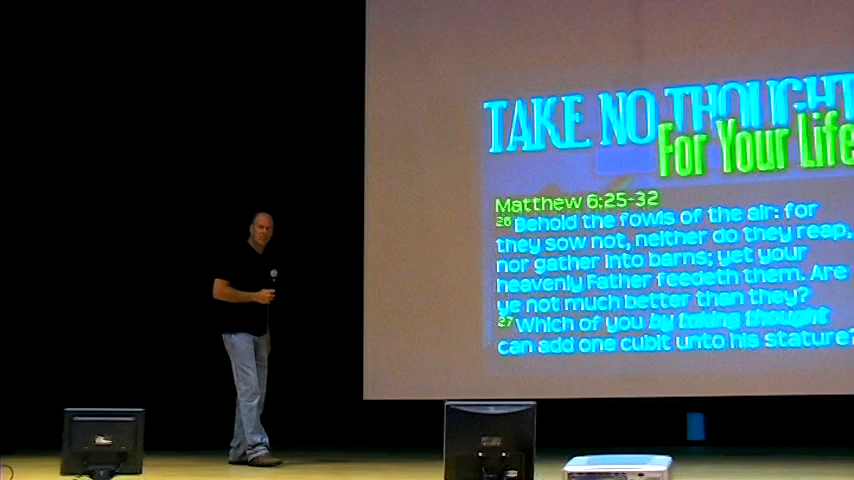 TAKE NO THOUGHT
For Your Life
Matthew 6:25-32
26 Behold the fowls of the air: for
they sow not, neither do they reap,
nor gather into barns; yet your
heavenly Father feedeth them. Are
ye not much better than they?
27 Which of you by taking thought
can add one cubit unto his stature?